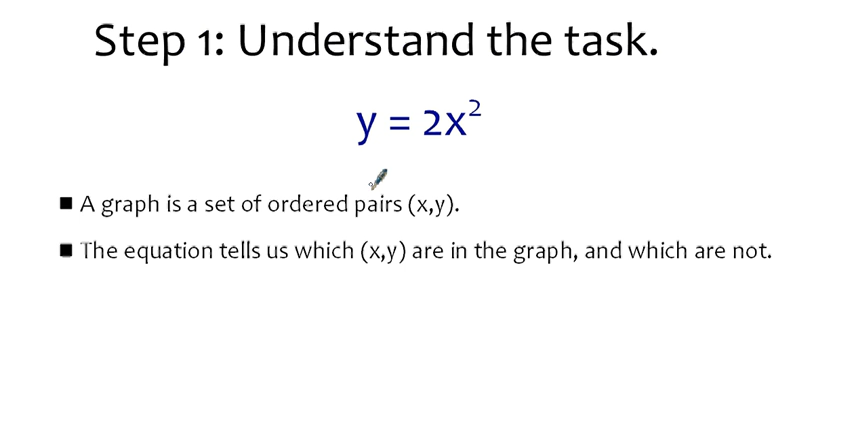 Step 1: Understand the task.
y = 2x²
■ A graph is a set of ordered pairs (x,y).
■ The equation tells us which (x,y) are in the graph, and which are not.